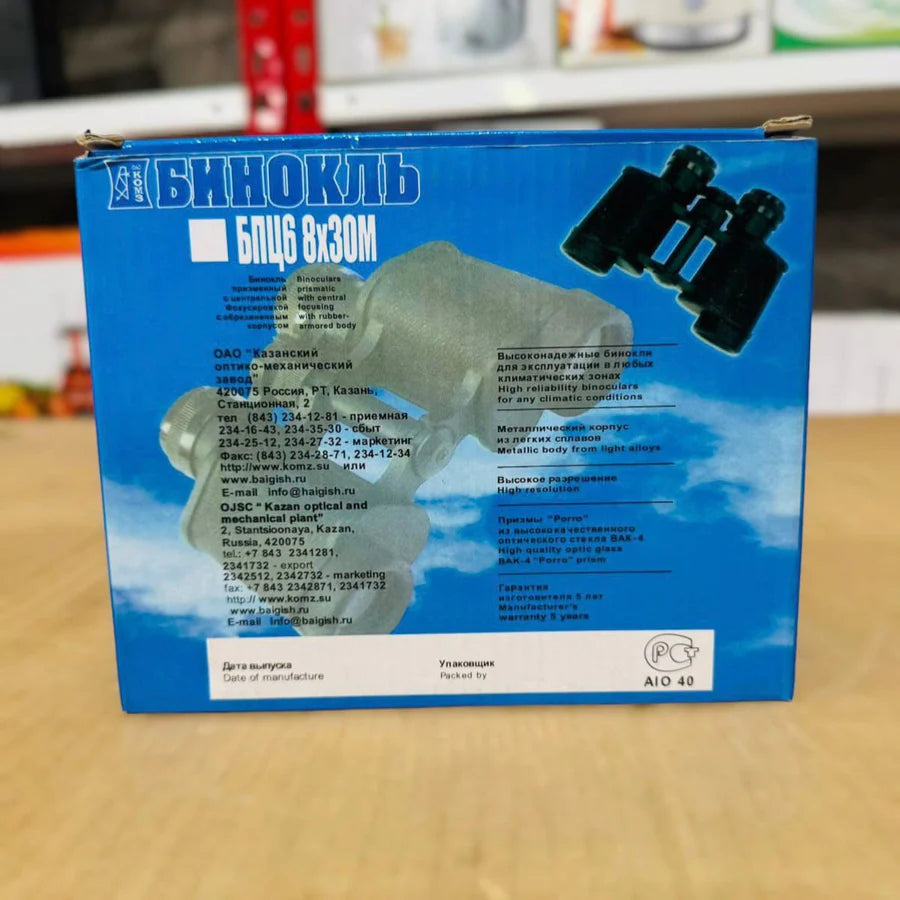 KOMZ
БИНОКЛЬ
БПЦ6 8x30М
Бинокль
призменный
с центральной
Фокусировкой
с обрезиненным
корпусом
Binoculars
prismatic
with central
focusing
with rubber-
armored body
ОАО "Казанский
оптико-механический
завод"
420075 Россия, РТ, Казань,
Станционная, 2
тел (843) 234-12-81 - приемная
234-16-43, 234-35-30 - сбыт
234-25-12, 234-27-32 - маркетинг
Факс: (843) 234-28-71, 234-12-34
http://www.komz.su или
www.baigish.ru
E-mail info@haigish.ru
OJSC " Kazan optical and
mechanical plant"
2, Stantsioonaya, Kazan,
Russia, 420075
tel.: +7 843 2341281,
2341732 - export
2342512, 2342732 - marketing
fax: +7 843 2342871, 2341732
http:// www.komz.su
www.baigish.ru
E-mail Info@baigish.ru
Высоконадежные бинокли
для эксплуатации в любых
климатических зонах
High reliability binoculars
for any climatic conditions
Металлический корпус
из легких сплавов
Metallic body from light alloys
Высокое разрешение
High resolution
Призмы "Porro"
из высококачественного
оптического стекла ВАК-4
High quality optic glass
BAK-4 "Porro" prism
Гарантия
изготовителя 5 лет
Manufacturer's
warranty 5 years
Дата выпуска
Date of manufacture
Упаковщик
Packed by
РСТ
АЮ 40